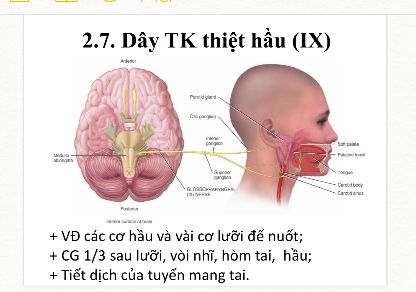 2.7. Dây TK thiệt hầu (IX)
Anterior
Parotid gland
Otic ganglion
Inferior
ganglion
Soft palate
Palatine tonsil
Medulla
oblongata
Superior
ganglion
Tongue
GLOSSOPHARYNGEAL
(IX) NERVE
Carotid body
Carotid sinus
Posterior
Inferior surface of brain
+ VĐ các cơ hầu và vài cơ lưỡi để nuốt;
+ CG 1/3 sau lưỡi, vòi nhĩ, hòm tai,  hầu;
+ Tiết dịch của tuyến mang tai.